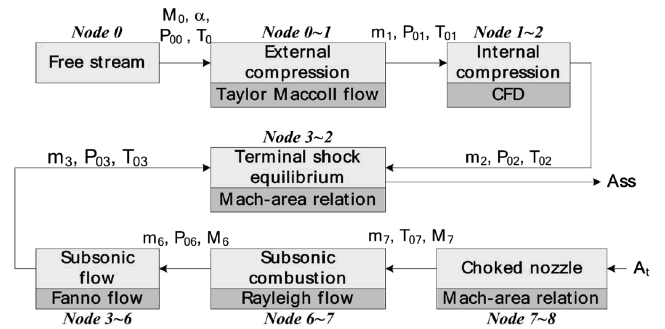 Node 0
M0, α,
P00, T0
Node 0~1
m1, P01, T01
Node 1~2
Free stream
External
compression
Taylor Maccoll flow
Internal
compression
CFD
Node 3~2
m3, P03, T03
Terminal shock
equilibrium
Mach-area relation
m2, P02, T02
Ass
m6, P06, M6
m7, T07, M7
Subsonic
flow
Fanno flow
Node 3~6
Subsonic
combustion
Rayleigh flow
Node 6~7
Choked nozzle
Mach-area relation
Node 7~8
At